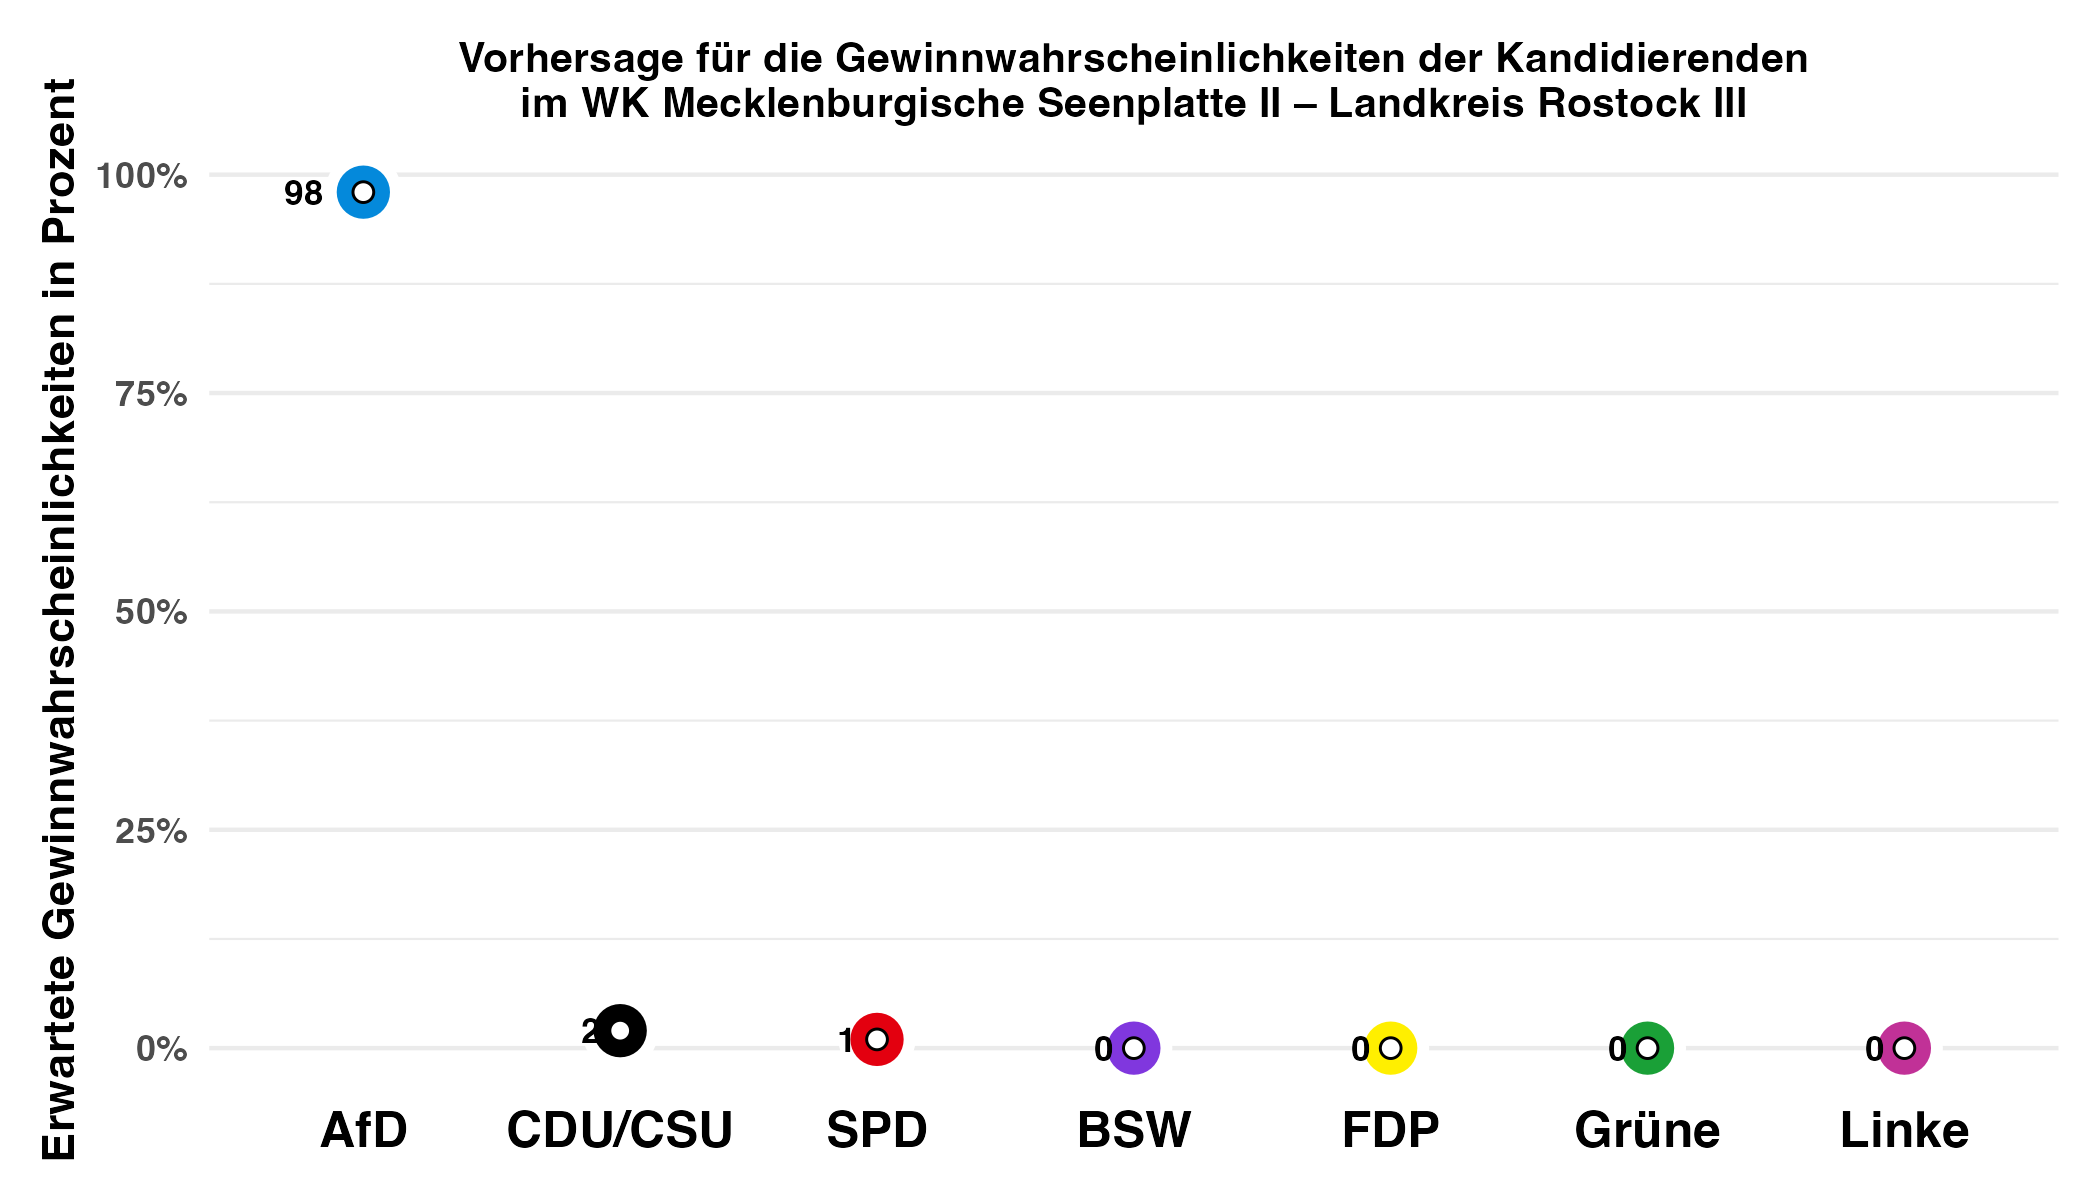 Vorhersage für die Gewinnwahrscheinlichkeiten der Kandidierenden
im WK Mecklenburgische Seenplatte II – Landkreis Rostock III
Erwartete Gewinnwahrscheinlichkeiten in Prozent
100%
75%
50%
25%
0%
98
2
1
0
0
0
0
AfD
CDU/CSU
SPD
BSW
FDP
Grüne
Linke